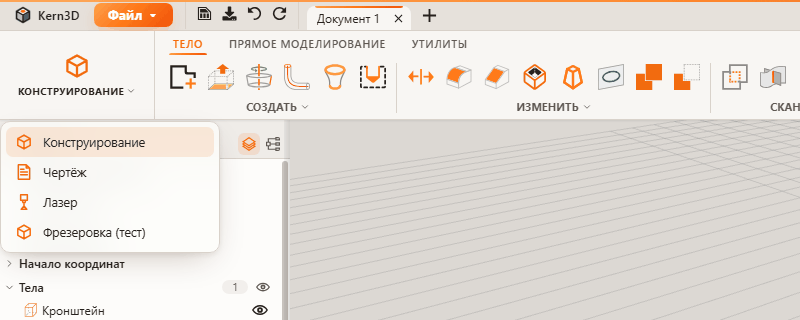 Kern3D Файл Документ 1
ТЕЛО ПРЯМОЕ МОДЕЛИРОВАНИЕ УТИЛИТЫ
КОНСТРУИРОВАНИЕ
СОЗДАТЬ ИЗМЕНИТЬ СКАН
Конструирование
Чертёж
Лазер
Фрезеровка (тест)
Начало координат
Тела 1
Кронштейн